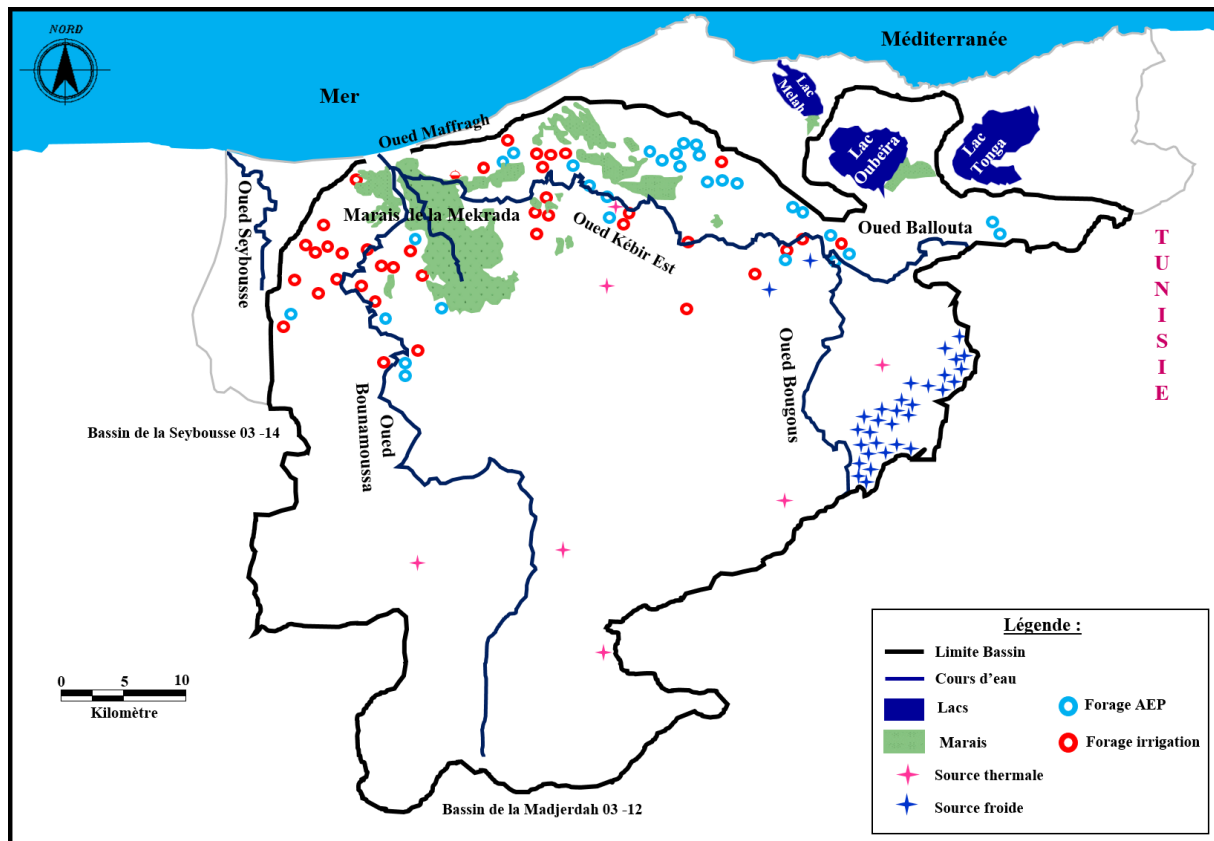 NORD
Méditerranée
Mer
Oued Maffragh
Lac
Melah
Lac
Oubeïra
Lac
Tonga
Oued Seybousse
Marais de la Mekrada
Oued Kébir Est
Oued Ballouta
TUNISIE
Oued Bougous
Oued
Bounamoussa
Bassin de la Seybousse 03 -14
0 5 10
Kilomètre
Bassin de la Madjerdah 03 -12
Légende :
Limite Bassin
Cours d'eau
Lacs
Forage AEP
Marais
Forage irrigation
Source thermale
Source froide